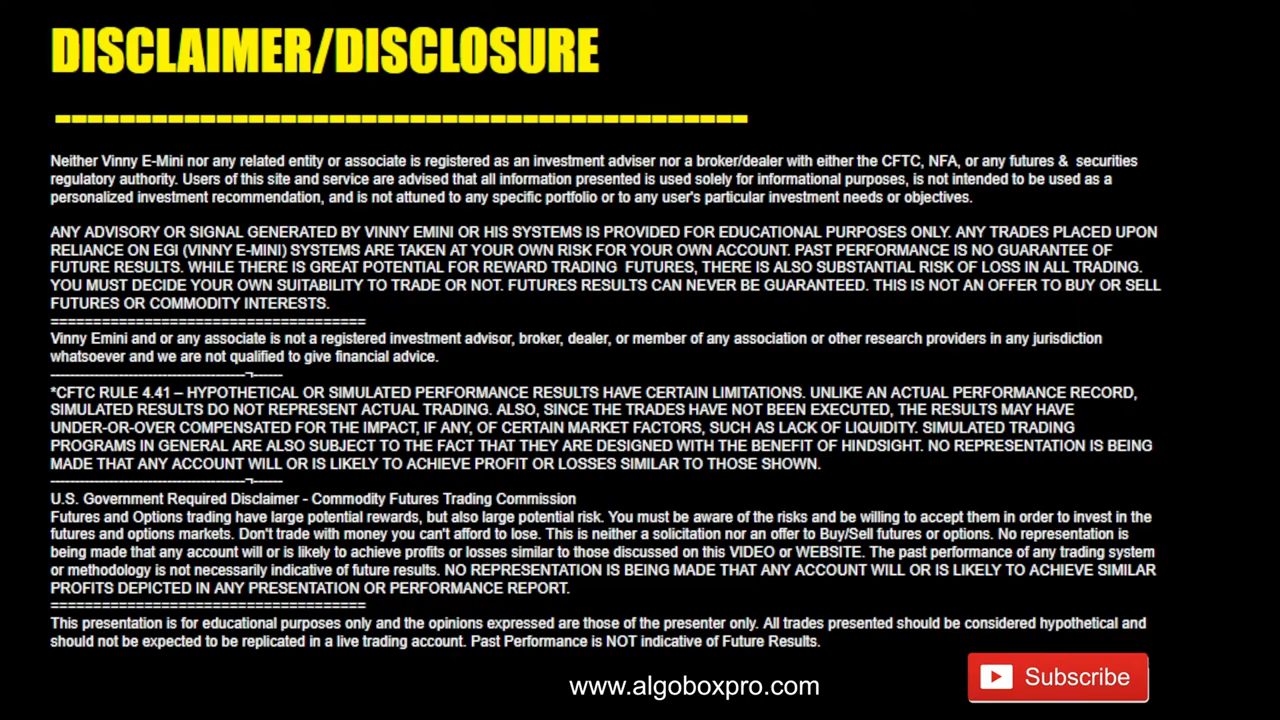 DISCLAIMER/DISCLOSURE
--------------------------------------------
Neither Vinny E-Mini nor any related entity or associate is registered as an investment adviser nor a broker/dealer with either the CFTC, NFA, or any futures & securities
regulatory authority. Users of this site and service are advised that all information presented is used solely for informational purposes, is not intended to be used as a
personalized investment recommendation, and is not attuned to any specific portfolio or to any user's particular investment needs or objectives.
ANY ADVISORY OR SIGNAL GENERATED BY VINNY EMINI OR HIS SYSTEMS IS PROVIDED FOR EDUCATIONAL PURPOSES ONLY. ANY TRADES PLACED UPON
RELIANCE ON EGI (VINNY E-MINI) SYSTEMS ARE TAKEN AT YOUR OWN RISK FOR YOUR OWN ACCOUNT. PAST PERFORMANCE IS NO GUARANTEE OF
FUTURE RESULTS. WHILE THERE IS GREAT POTENTIAL FOR REWARD TRADING FUTURES, THERE IS ALSO SUBSTANTIAL RISK OF LOSS IN ALL TRADING.
YOU MUST DECIDE YOUR OWN SUITABILITY TO TRADE OR NOT. FUTURES RESULTS CAN NEVER BE GUARANTEED. THIS IS NOT AN OFFER TO BUY OR SELL
FUTURES OR COMMODITY INTERESTS.
=====================================
Vinny Emini and or any associate is not a registered investment advisor, broker, dealer, or member of any association or other research providers in any jurisdiction
whatsoever and we are not qualified to give financial advice.
-------------------------------------------¬------
*CFTC RULE 4.41 – HYPOTHETICAL OR SIMULATED PERFORMANCE RESULTS HAVE CERTAIN LIMITATIONS. UNLIKE AN ACTUAL PERFORMANCE RECORD,
SIMULATED RESULTS DO NOT REPRESENT ACTUAL TRADING. ALSO, SINCE THE TRADES HAVE NOT BEEN EXECUTED, THE RESULTS MAY HAVE
UNDER-OR-OVER COMPENSATED FOR THE IMPACT, IF ANY, OF CERTAIN MARKET FACTORS, SUCH AS LACK OF LIQUIDITY. SIMULATED TRADING
PROGRAMS IN GENERAL ARE ALSO SUBJECT TO THE FACT THAT THEY ARE DESIGNED WITH THE BENEFIT OF HINDSIGHT. NO REPRESENTATION IS BEING
MADE THAT ANY ACCOUNT WILL OR IS LIKELY TO ACHIEVE PROFIT OR LOSSES SIMILAR TO THOSE SHOWN.
-------------------------------------------¬------
U.S. Government Required Disclaimer - Commodity Futures Trading Commission
Futures and Options trading have large potential rewards, but also large potential risk. You must be aware of the risks and be willing to accept them in order to invest in the
futures and options markets. Don't trade with money you can't afford to lose. This is neither a solicitation nor an offer to Buy/Sell futures or options. No representation is
being made that any account will or is likely to achieve profits or losses similar to those discussed on this VIDEO or WEBSITE. The past performance of any trading system
or methodology is not necessarily indicative of future results. NO REPRESENTATION IS BEING MADE THAT ANY ACCOUNT WILL OR IS LIKELY TO ACHIEVE SIMILAR
PROFITS DEPICTED IN ANY PRESENTATION OR PERFORMANCE REPORT.
=====================================
This presentation is for educational purposes only and the opinions expressed are those of the presenter only. All trades presented should be considered hypothetical and
should not be expected to be replicated in a live trading account. Past Performance is NOT indicative of Future Results.
www.algoboxpro.com
Subscribe